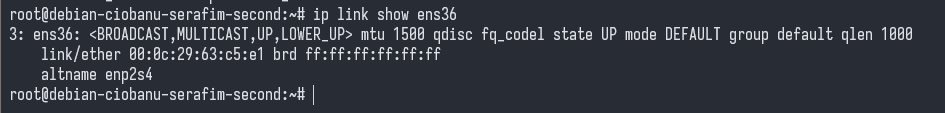 root@debian-ciobanu-serafim-second:~# ip link show ens36
3: ens36: <BROADCAST,MULTICAST,UP,LOWER_UP> mtu 1500 qdisc fq_codel state UP mode DEFAULT group default qlen 1000
    link/ether 00:0c:29:63:c5:e1 brd ff:ff:ff:ff:ff:ff
    altname enp2s4
root@debian-ciobanu-serafim-second:~#